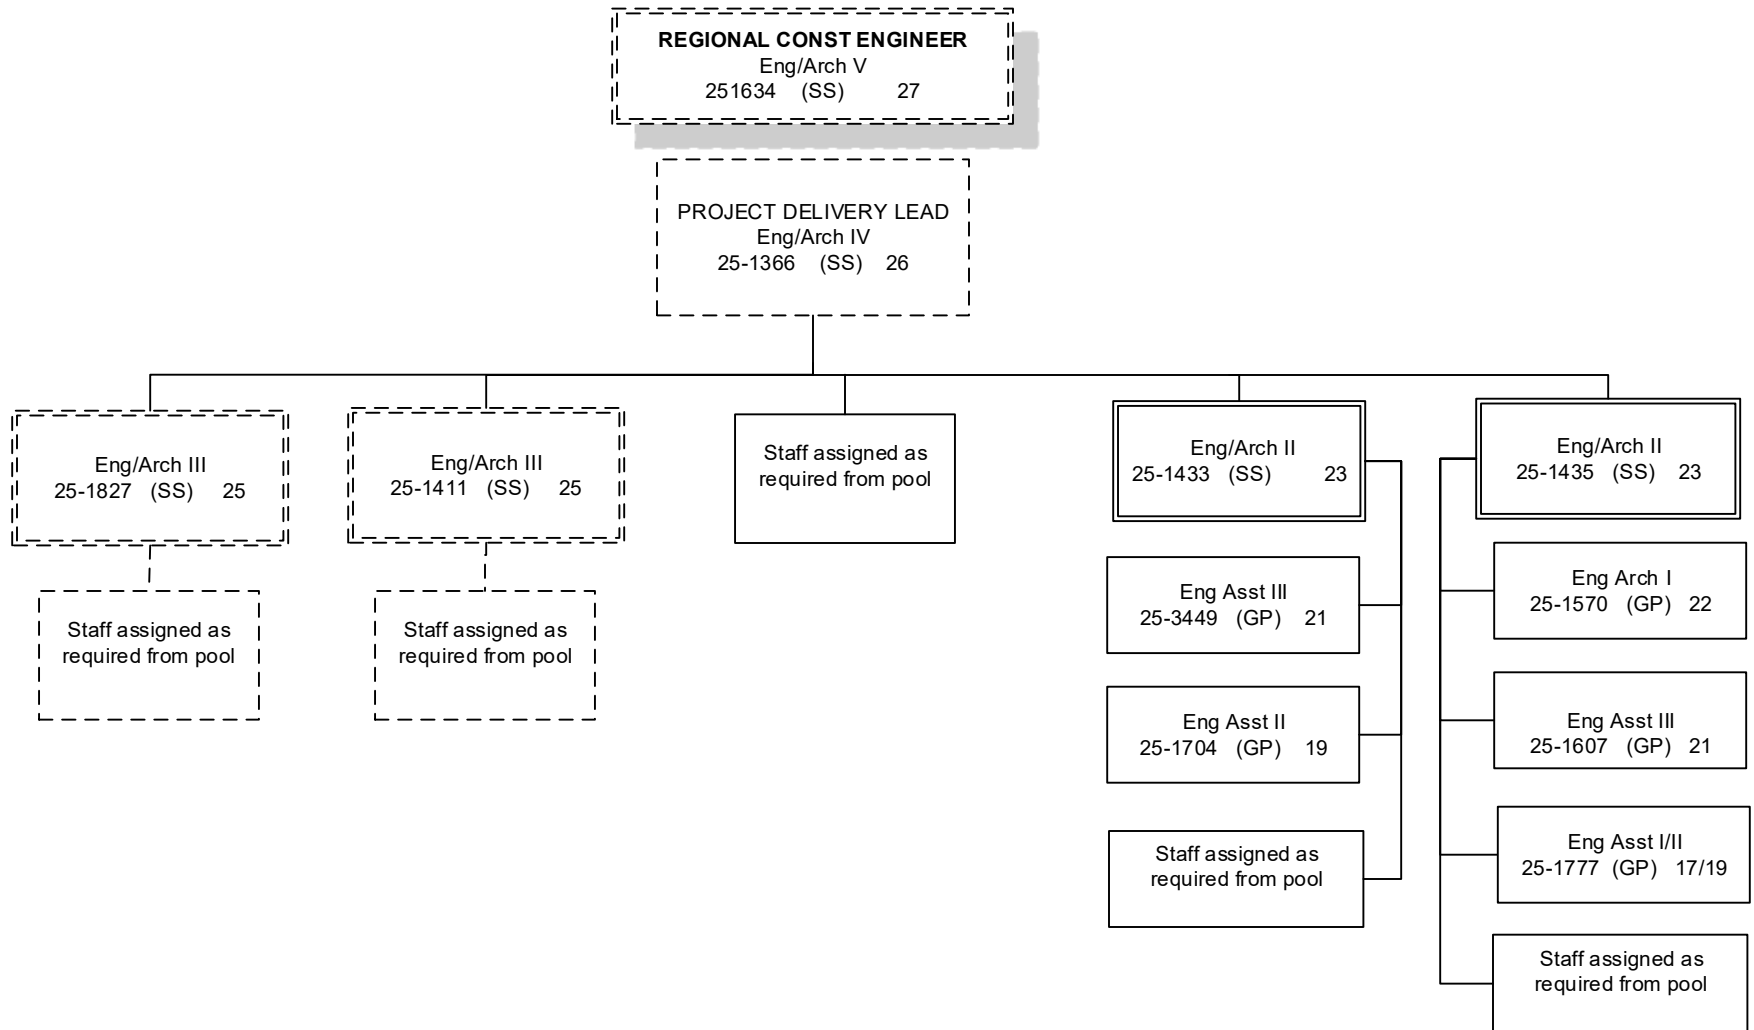 REGIONAL CONST ENGINEER
Eng/Arch V
251634 (SS) 27
PROJECT DELIVERY LEAD
Eng/Arch IV
25-1366 (SS) 26
Eng/Arch III
25-1827 (SS) 25
Staff assigned as
required from pool
Eng/Arch III
25-1411 (SS) 25
Staff assigned as
required from pool
Staff assigned as
required from pool
Eng/Arch II
25-1433 (SS) 23
Eng Asst III
25-3449 (GP) 21
Eng Asst II
25-1704 (GP) 19
Staff assigned as
required from pool
Eng/Arch II
25-1435 (SS) 23
Eng Arch I
25-1570 (GP) 22
Eng Asst III
25-1607 (GP) 21
Eng Asst I/II
25-1777 (GP) 17/19
Staff assigned as
required from pool